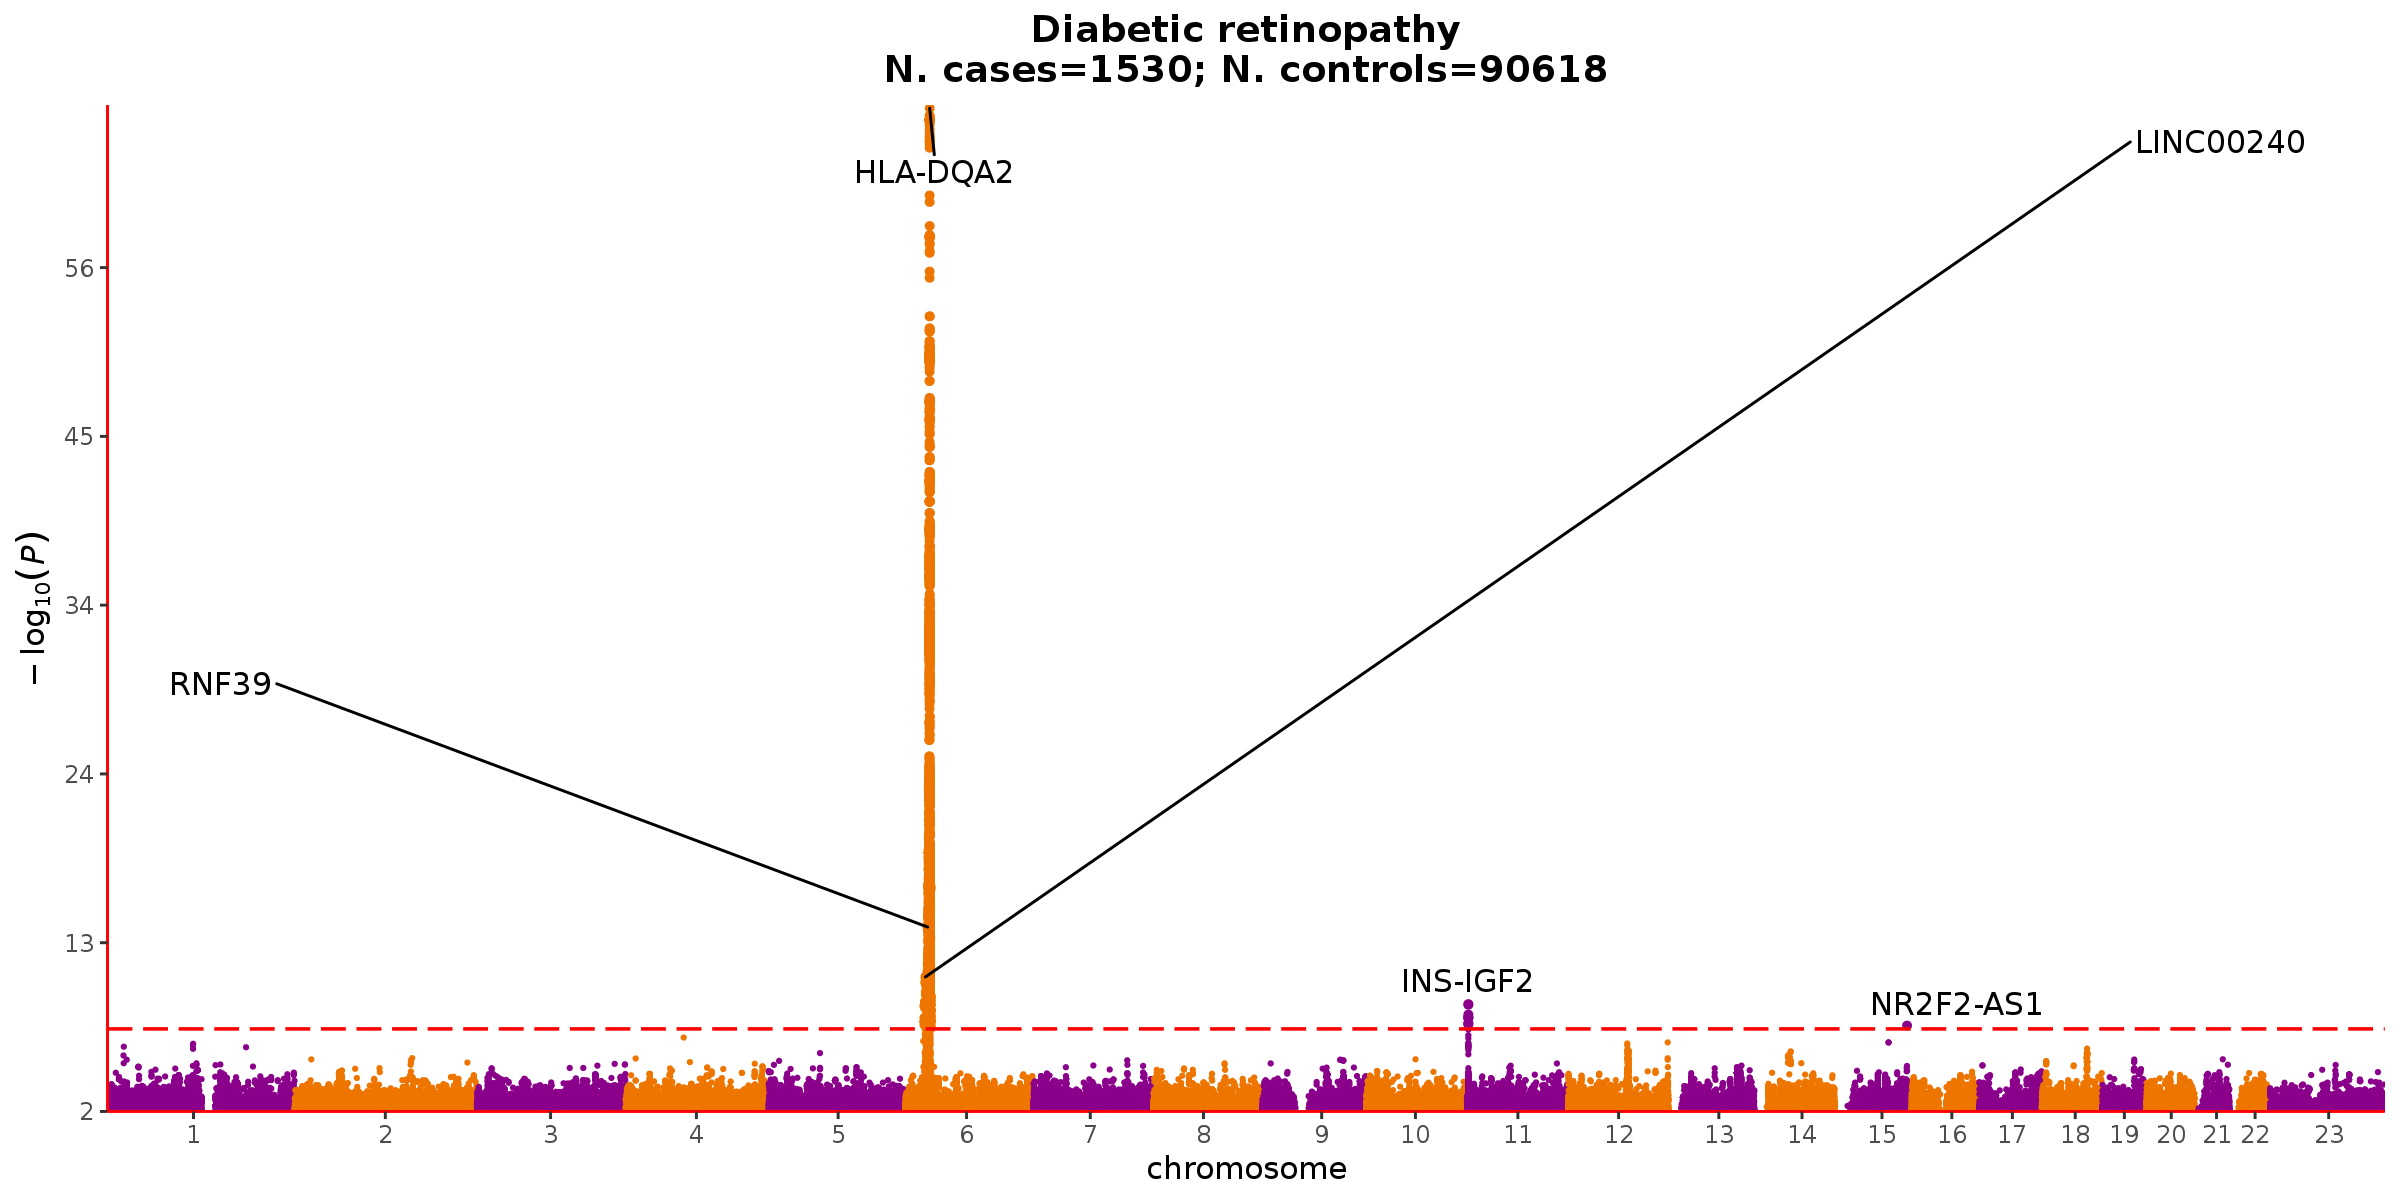 Diabetic retinopathy
N. cases=1530; N. controls=90618
LINC00240
HLA-DQA2
56
45
−log10(P)
34
RNF39
24
13
INS-IGF2
NR2F2-AS1
2
1 2 3 4 5 6 7 8 9 10 11 12 13 14 15 16 17 18 19 20 21 22 23
chromosome